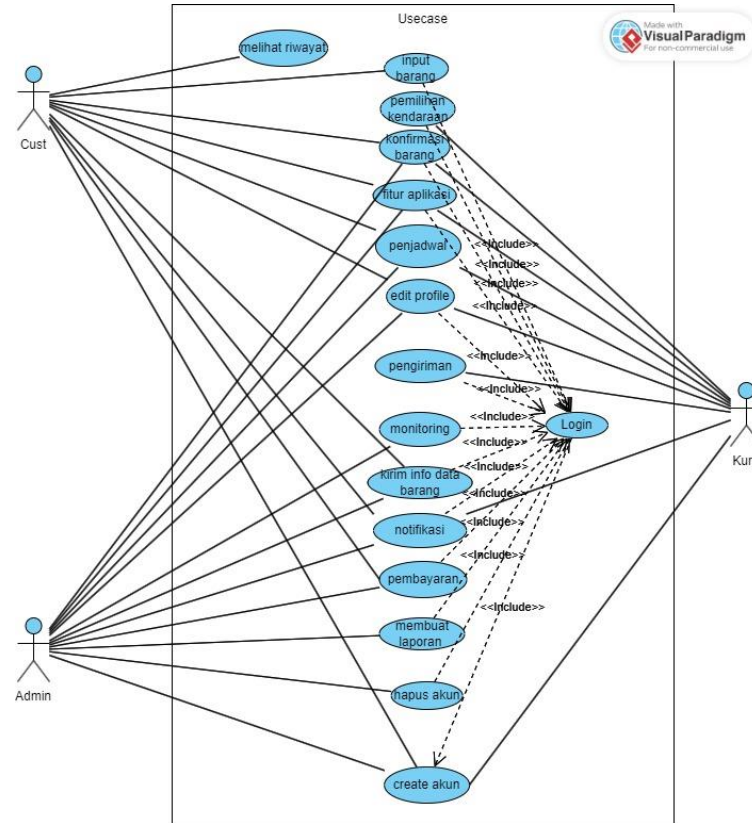 Usecase
Made with
VisualParadigm
For non-commercial use
melihat riwayat
input
barang
pemilihan
kendaraan
Cust
konfirmasi
barang
fitur aplikasi
penjadwal
<<Include>>
<<Include>>
<<Include>>
edit profile
<<Include>>
pengiriman
<<Include>>
<<Include>>
monitoring
<<Include>>
Login
<<Include>>
Kur
kirim info data
barang
<<Include>>
<<Include>>
notifikasi
<<Include>>
<<Include>>
pembayaran
<<Include>>
membuat
laporan
Admin
hapus akun
create akun